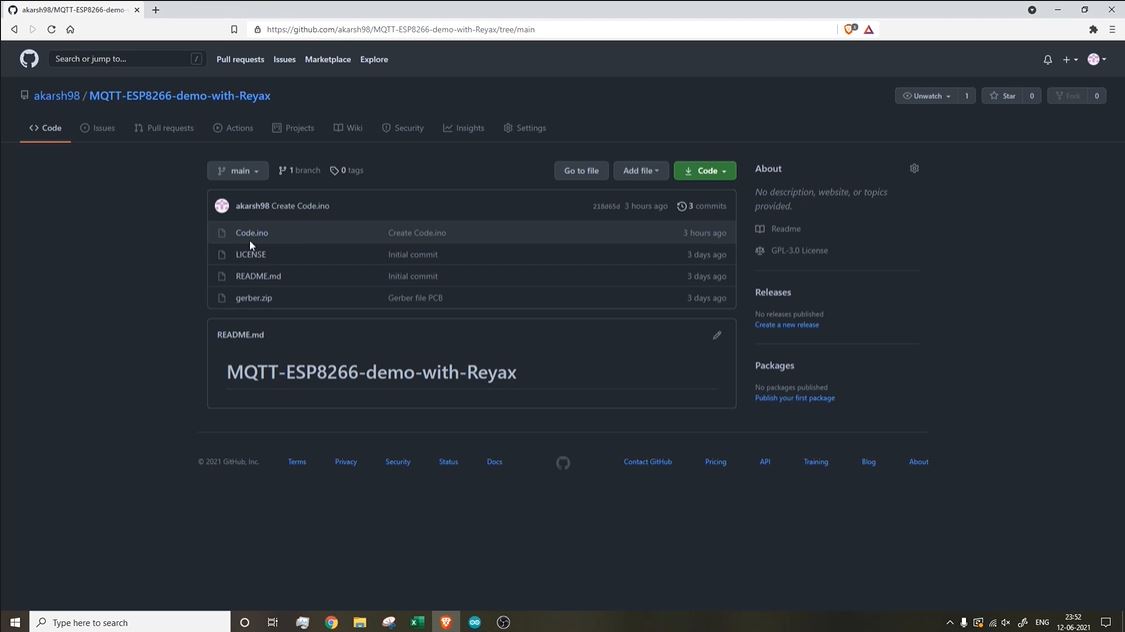 akarsh98/MQTT-ESP8266-demo-
https://github.com/akarsh98/MQTT-ESP8266-demo-with-Reyax/tree/main
Search or jump to... /
Pull requests Issues Marketplace Explore
akarsh98 / MQTT-ESP8266-demo-with-Reyax
Unwatch 1 Star 0 Fork 0
Code Issues Pull requests Actions Projects Wiki Security Insights Settings
main 1 branch 0 tags Go to file Add file Code
akarsh98 Create Code.ino 218d65d 3 hours ago 3 commits
Code.ino Create Code.ino 3 hours ago
LICENSE Initial commit 3 days ago
README.md Initial commit 3 days ago
gerber.zip Gerber file PCB 3 days ago
README.md
MQTT-ESP8266-demo-with-Reyax
About
No description, website, or topics
provided.
Readme
GPL-3.0 License
Releases
No releases published
Create a new release
Packages
No packages published
Publish your first package
© 2021 GitHub, Inc. Terms Privacy Security Status Docs Contact GitHub Pricing API Training Blog About
Type here to search
ENG
23:52
12-06-2021